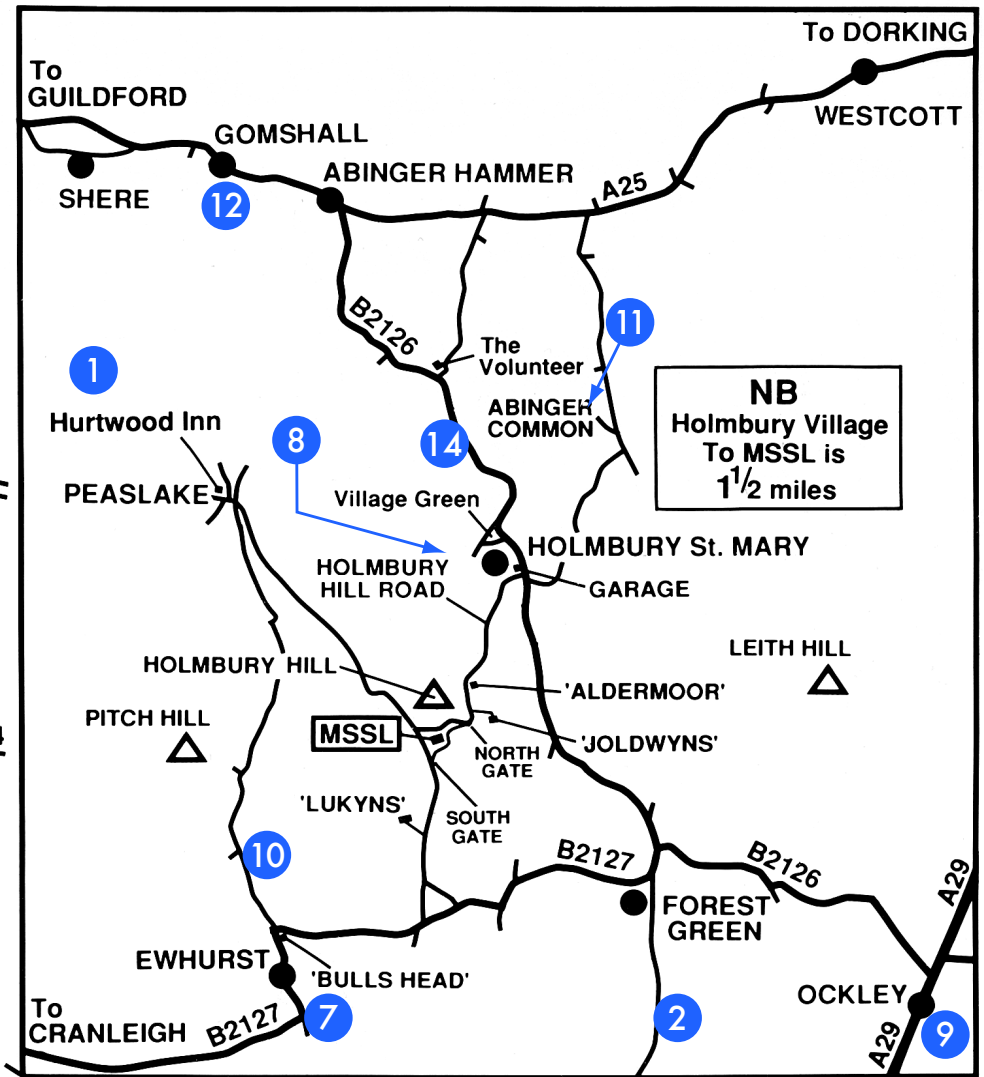 To DORKING
To
GUILDFORD
WESTCOTT
GOMSHALL
ABINGER HAMMER
SHERE
A25
12
B2126
11
The
Volunteer
1
NB
Holmbury Village
To MSSL is
1 1/2 miles
ABINGER
COMMON
Hurtwood Inn
8
14
PEASLAKE
Village Green
HOLMBURY St. MARY
HOLMBURY
HILL ROAD
GARAGE
LEITH HILL
HOLMBURY HILL
'ALDERMOOR'
PITCH HILL
MSSL
'JOLDWYNS'
NORTH
GATE
'LUKYNS'
SOUTH
GATE
10
B2127
B2126
A29
FOREST
GREEN
EWHURST
'BULLS HEAD'
OCKLEY
To
CRANLEIGH
B2127
7
2
A29
9